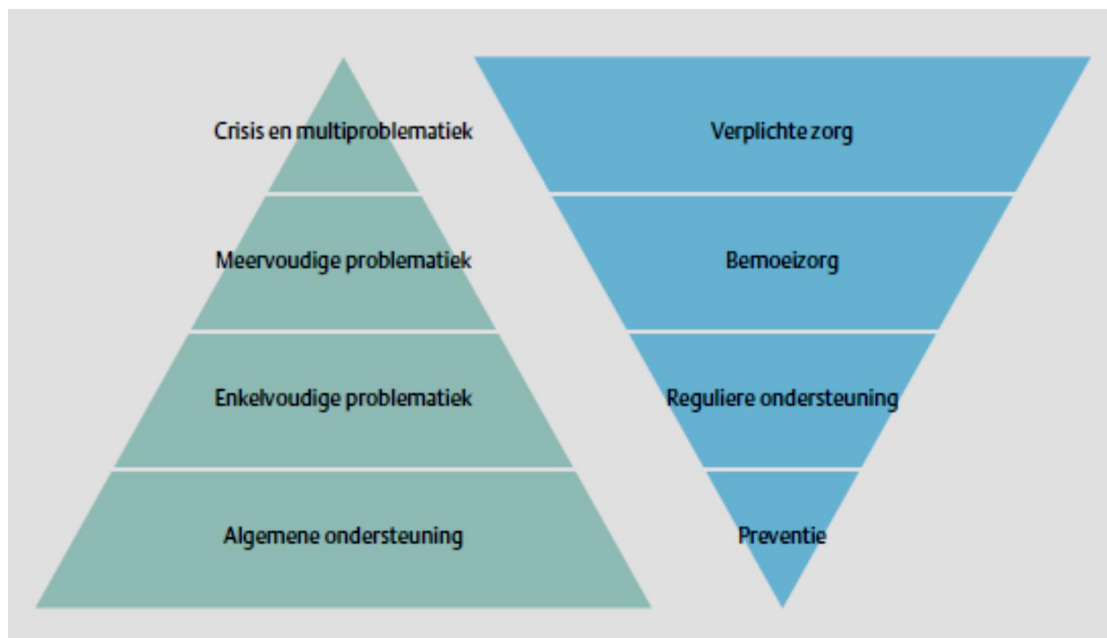 Crisis en multiproblematiek
Verplichte zorg
Meervoudige problematiek
Bemoeizorg
Enkelvoudige problematiek
Reguliere ondersteuning
Algemene ondersteuning
Preventie